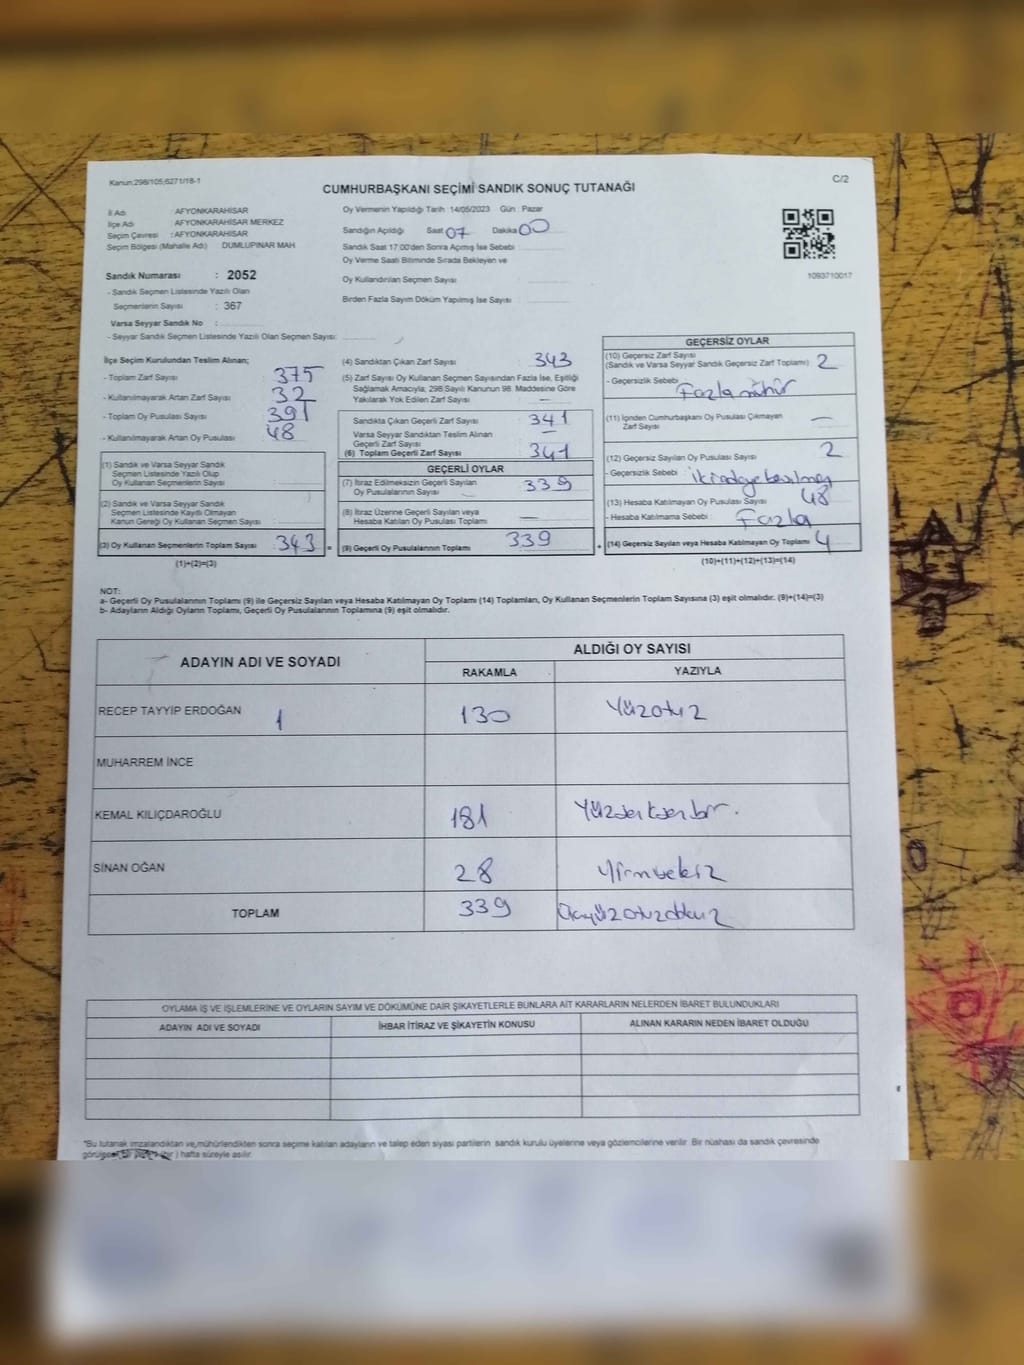 Kanun:298/105;6271/18-1
C/2
CUMHURBAŞKANI SEÇİMİ SANDIK SONUÇ TUTANAĞI
İl Adı : AFYONKARAHİSAR
İlçe Adı : AFYONKARAHİSAR MERKEZ
Seçim Çevresi : AFYONKARAHİSAR
Seçim Bölgesi (Mahalle Adı) DUMLUPINAR MAH
Sandık Numarası : 2052
- Sandık Seçmen Listesinde Yazılı Olan
Seçmenlerin Sayısı : 367
Varsa Seyyar Sandık No :
- Seyyar Sandık Seçmen Listesinde Yazılı Olan Seçmen Sayısı:
Oy Vermenin Yapıldığı Tarih 14/05/2023 Gün : Pazar
Sandığın Açıldığı Saat 07 Dakika 00
Sandık Saat 17:00'den Sonra Açılmış İse Sebebi :
Oy Verme Saati Bitiminde Sırada Bekleyen ve
Oy Kullandırılan Seçmen Sayısı :
Birden Fazla Sayım Döküm Yapılmış İse Sayısı :
1093710017
İlçe Seçim Kurulundan Teslim Alınan;
- Toplam Zarf Sayısı : 375
- Kullanılmayarak Artan Zarf Sayısı : 32
- Toplam Oy Pusulası Sayısı : 391
- Kullanılmayarak Artan Oy Pusulası : 48
(1) Sandık ve Varsa Seyyar Sandık
Seçmen Listesinde Yazılı Olup
Oy Kullanan Seçmenlerin Sayısı :
(2) Sandık ve Varsa Seyyar Sandık
Seçmen Listesinde Kayıtlı Olmayan
Kanun Gereği Oy Kullanan Seçmen Sayısı :
(3) Oy Kullanan Seçmenlerin Toplam Sayısı : 343 =
(1)+(2)=(3)
(4) Sandıktan Çıkan Zarf Sayısı : 343
(5) Zarf Sayısı Oy Kullanan Seçmen Sayısından Fazla İse, Eşitliği
Sağlamak Amacıyla, 298 Sayılı Kanunun 98. Maddesine Göre
Yakılarak Yok Edilen Zarf Sayısı : —
Sandıkta Çıkan Geçerli Zarf Sayısı : 341
Varsa Seyyar Sandıktan Teslim Alınan
Geçerli Zarf Sayısı : —
(6) Toplam Geçerli Zarf Sayısı : 341
GEÇERLİ OYLAR
(7) İtiraz Edilmeksizin Geçerli Sayılan
Oy Pusulasının Sayısı : 339
(8) İtiraz Üzerine Geçerli Sayılan veya
Hesaba Katılan Oy Pusulası Toplamı : —
(9) Geçerli Oy Pusulalarının Toplamı : 339 +
GEÇERSİZ OYLAR
(10) Geçersiz Zarf Sayısı
(Sandık ve Varsa Seyyar Sandık Geçersiz Zarf Toplamı) : 2
- Geçersizlik Sebebi : Fazla mühür
(11) İçinden Cumhurbaşkanı Oy Pusulası Çıkmayan
Zarf Sayısı : —
(12) Geçersiz Sayılan Oy Pusulası Sayısı : 2
- Geçersizlik Sebebi :
(13) Hesaba Katılmayan Oy Pusulası Sayısı : 48
- Hesaba Katılmama Sebebi : Fazla
(14) Geçersiz Sayılan veya Hesaba Katılmayan Oy Toplamı : 4
(10)+(11)+(12)+(13)=(14)
NOT:
a- Geçerli Oy Pusulalarının Toplamı (9) ile Geçersiz Sayılan veya Hesaba Katılmayan Oy Toplamı (14) Toplamları, Oy Kullanan Seçmenlerin Toplam Sayısına (3) eşit olmalıdır. (9)+(14)=(3)
b- Adayların Aldığı Oyların Toplamı, Geçerli Oy Pusulalarının Toplamına (9) eşit olmalıdır.
ADAYIN ADI VE SOYADI
ALDIĞI OY SAYISI
RAKAMLA YAZIYLA
RECEP TAYYİP ERDOĞAN 1 130 Yüzotuz
MUHARREM İNCE
KEMAL KILIÇDAROĞLU 181 Yüzseksenbir.
SİNAN OĞAN 28 Yirmisekiz
TOPLAM 339 Üçyüzotuzdokuz
OYLAMA İŞ VE İŞLEMLERİNE VE OYLARIN SAYIM VE DÖKÜMÜNE DAİR ŞİKAYETLERLE BUNLARA AİT KARARLARIN NELERDEN İBARET BULUNDUKLARI
ADAYIN ADI VE SOYADI İHBAR İTİRAZ VE ŞİKAYETİN KONUSU ALINAN KARARIN NEDEN İBARET OLDUĞU
*Bu tutanak imzalandıktan ve mühürlendikten sonra seçime katılan adayların ve talep eden siyasi partilerin sandık kurulu üyelerine veya gözlemcilerine verilir. Bir nüshası da sandık çevresinde
hafta süreyle asılır.